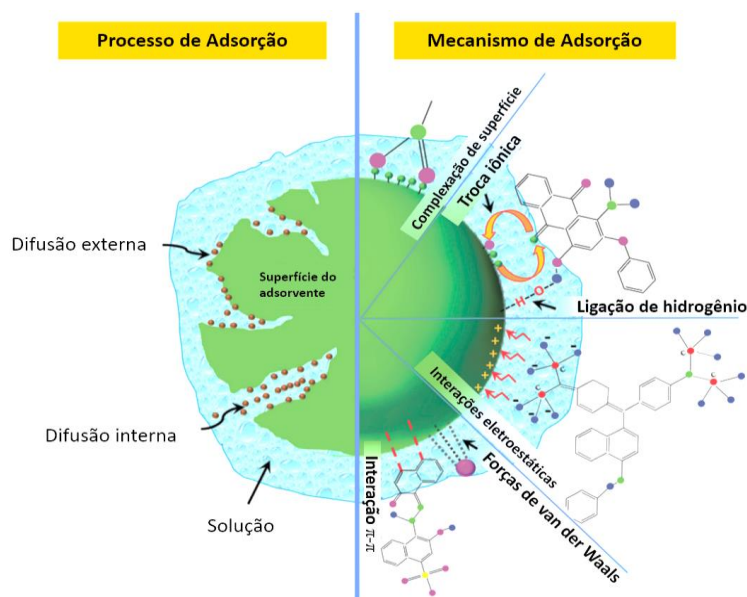 Processo de Adsorção
Mecanismo de Adsorção
Difusão externa
Superfície do
adsorvente
Difusão interna
Solução
Complexação de superfície
Troca iônica
H
O
Ligação de hidrogênio
+
+
+
+
+
-
-
-
-
-
c
c
c
c
Interações eletroestáticas
Forças de van der Waals
Interação π-π